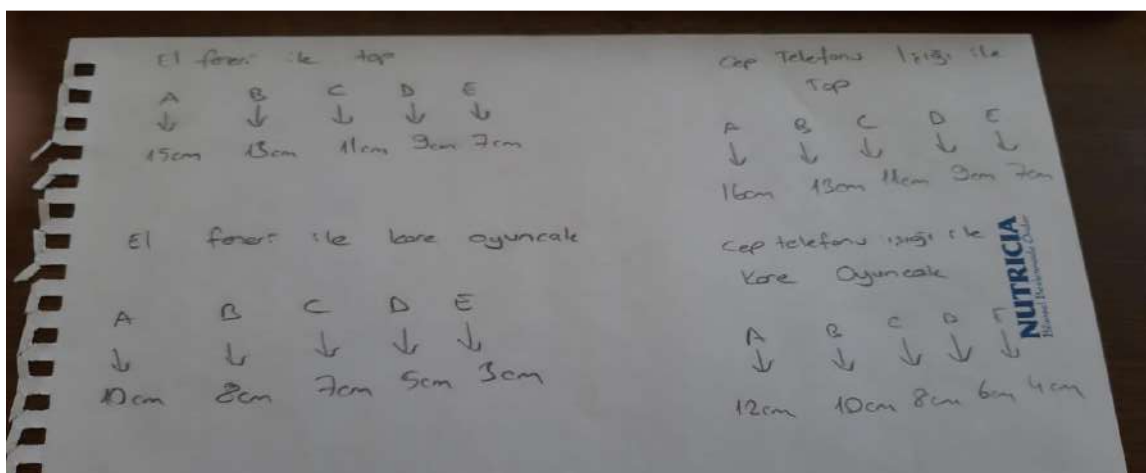 El feneri ile top
A B C D E
↓ ↓ ↓ ↓ ↓
15cm 13cm 11cm 9cm 7cm
Cep Telefonu Işığı ile
Top
A B C D E
↓ ↓ ↓ ↓ ↓
16cm 13cm 11cm 9cm 7cm
El feneri ile kare oyuncak
A B C D E
↓ ↓ ↓ ↓ ↓
10cm 8cm 7cm 5cm 3cm
Cep telefonu ışığı ile
Kare Oyuncak
A B C D E
↓ ↓ ↓ ↓ ↓
12cm 10cm 8cm 6cm 4cm
NUTRICIA